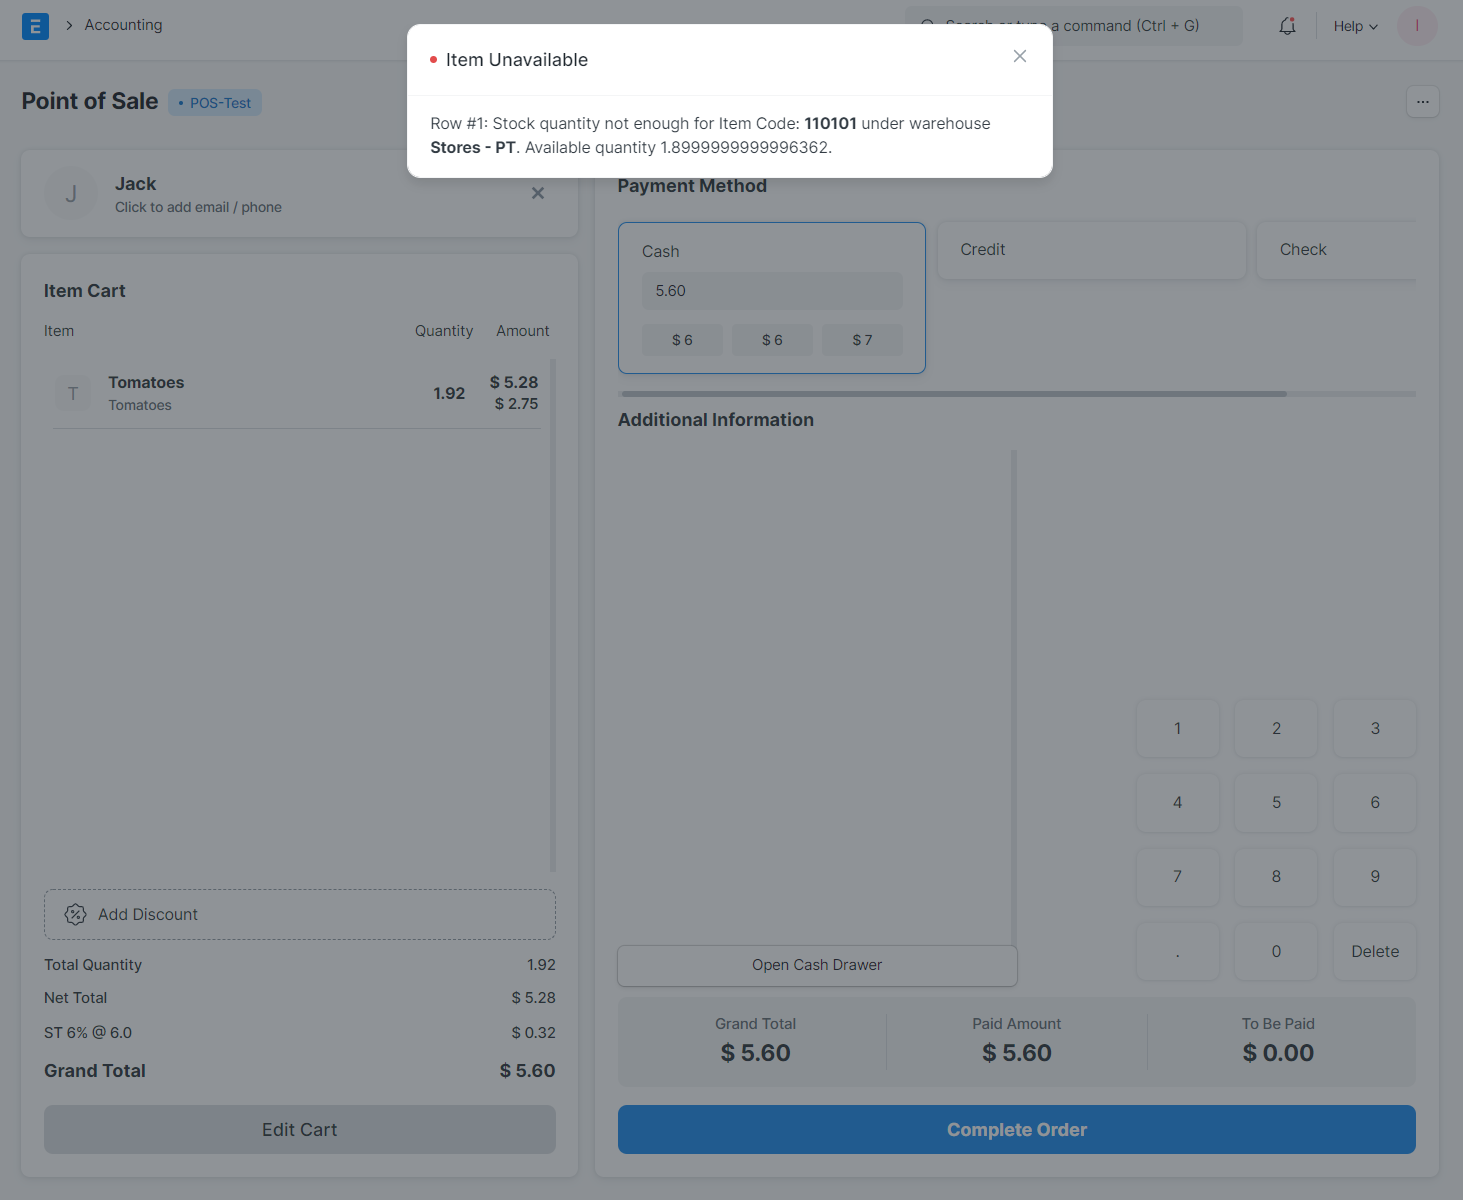 E
Accounting
Search or type a command (Ctrl + G)
Help
I
Item Unavailable
Row #1: Stock quantity not enough for Item Code: 110101 under warehouse
Stores - PT. Available quantity 1.8999999999996362.
Point of Sale
• POS-Test
...
J
Jack
Click to add email / phone
Item Cart
Item Quantity Amount
T
Tomatoes
Tomatoes
1.92
$ 5.28
$ 2.75
Add Discount
Total Quantity 1.92
Net Total $ 5.28
ST 6% @ 6.0 $ 0.32
Grand Total $ 5.60
Edit Cart
Payment Method
Cash
5.60
$ 6 $ 6 $ 7
Credit
Check
Additional Information
Open Cash Drawer
1 2 3
4 5 6
7 8 9
. 0 Delete
Grand Total Paid Amount To Be Paid
$ 5.60 $ 5.60 $ 0.00
Complete Order